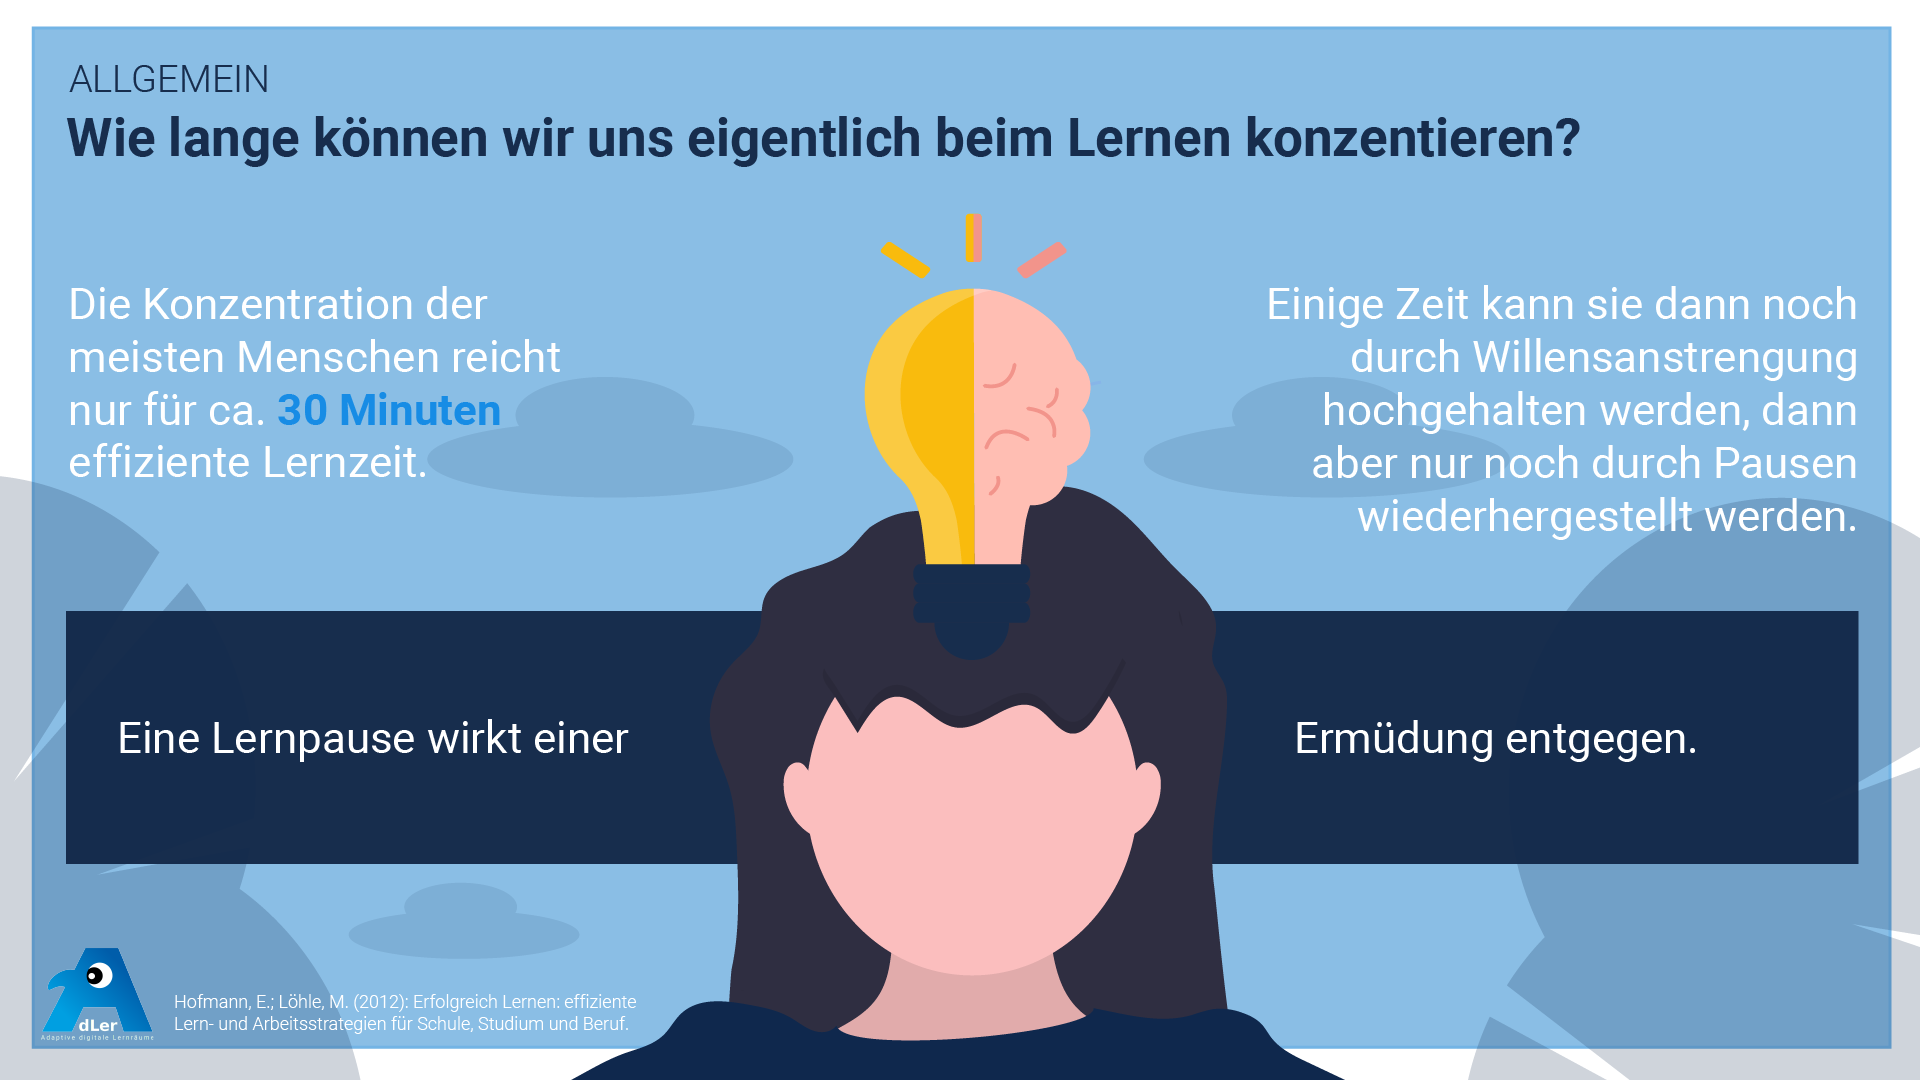 ALLGEMEIN
Wie lange können wir uns eigentlich beim Lernen konzentieren?
Die Konzentration der
meisten Menschen reicht
nur für ca. 30 Minuten
effiziente Lernzeit.
Einige Zeit kann sie dann noch
durch Willensanstrengung
hochgehalten werden, dann
aber nur noch durch Pausen
wiederhergestellt werden.
Eine Lernpause wirkt einer
Ermüdung entgegen.
dLer
Adaptive digitale Lernräume
Hofmann, E.; Löhle, M. (2012): Erfolgreich Lernen: effiziente
Lern- und Arbeitsstrategien für Schule, Studium und Beruf.